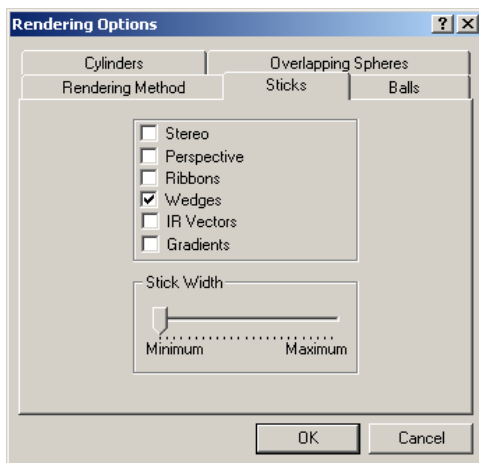 Rendering Options
Cylinders Overlapping Spheres
Rendering Method Sticks Balls
Stereo
Perspective
Ribbons
Wedges
IR Vectors
Gradients
Stick Width
Minimum Maximum
OK Cancel